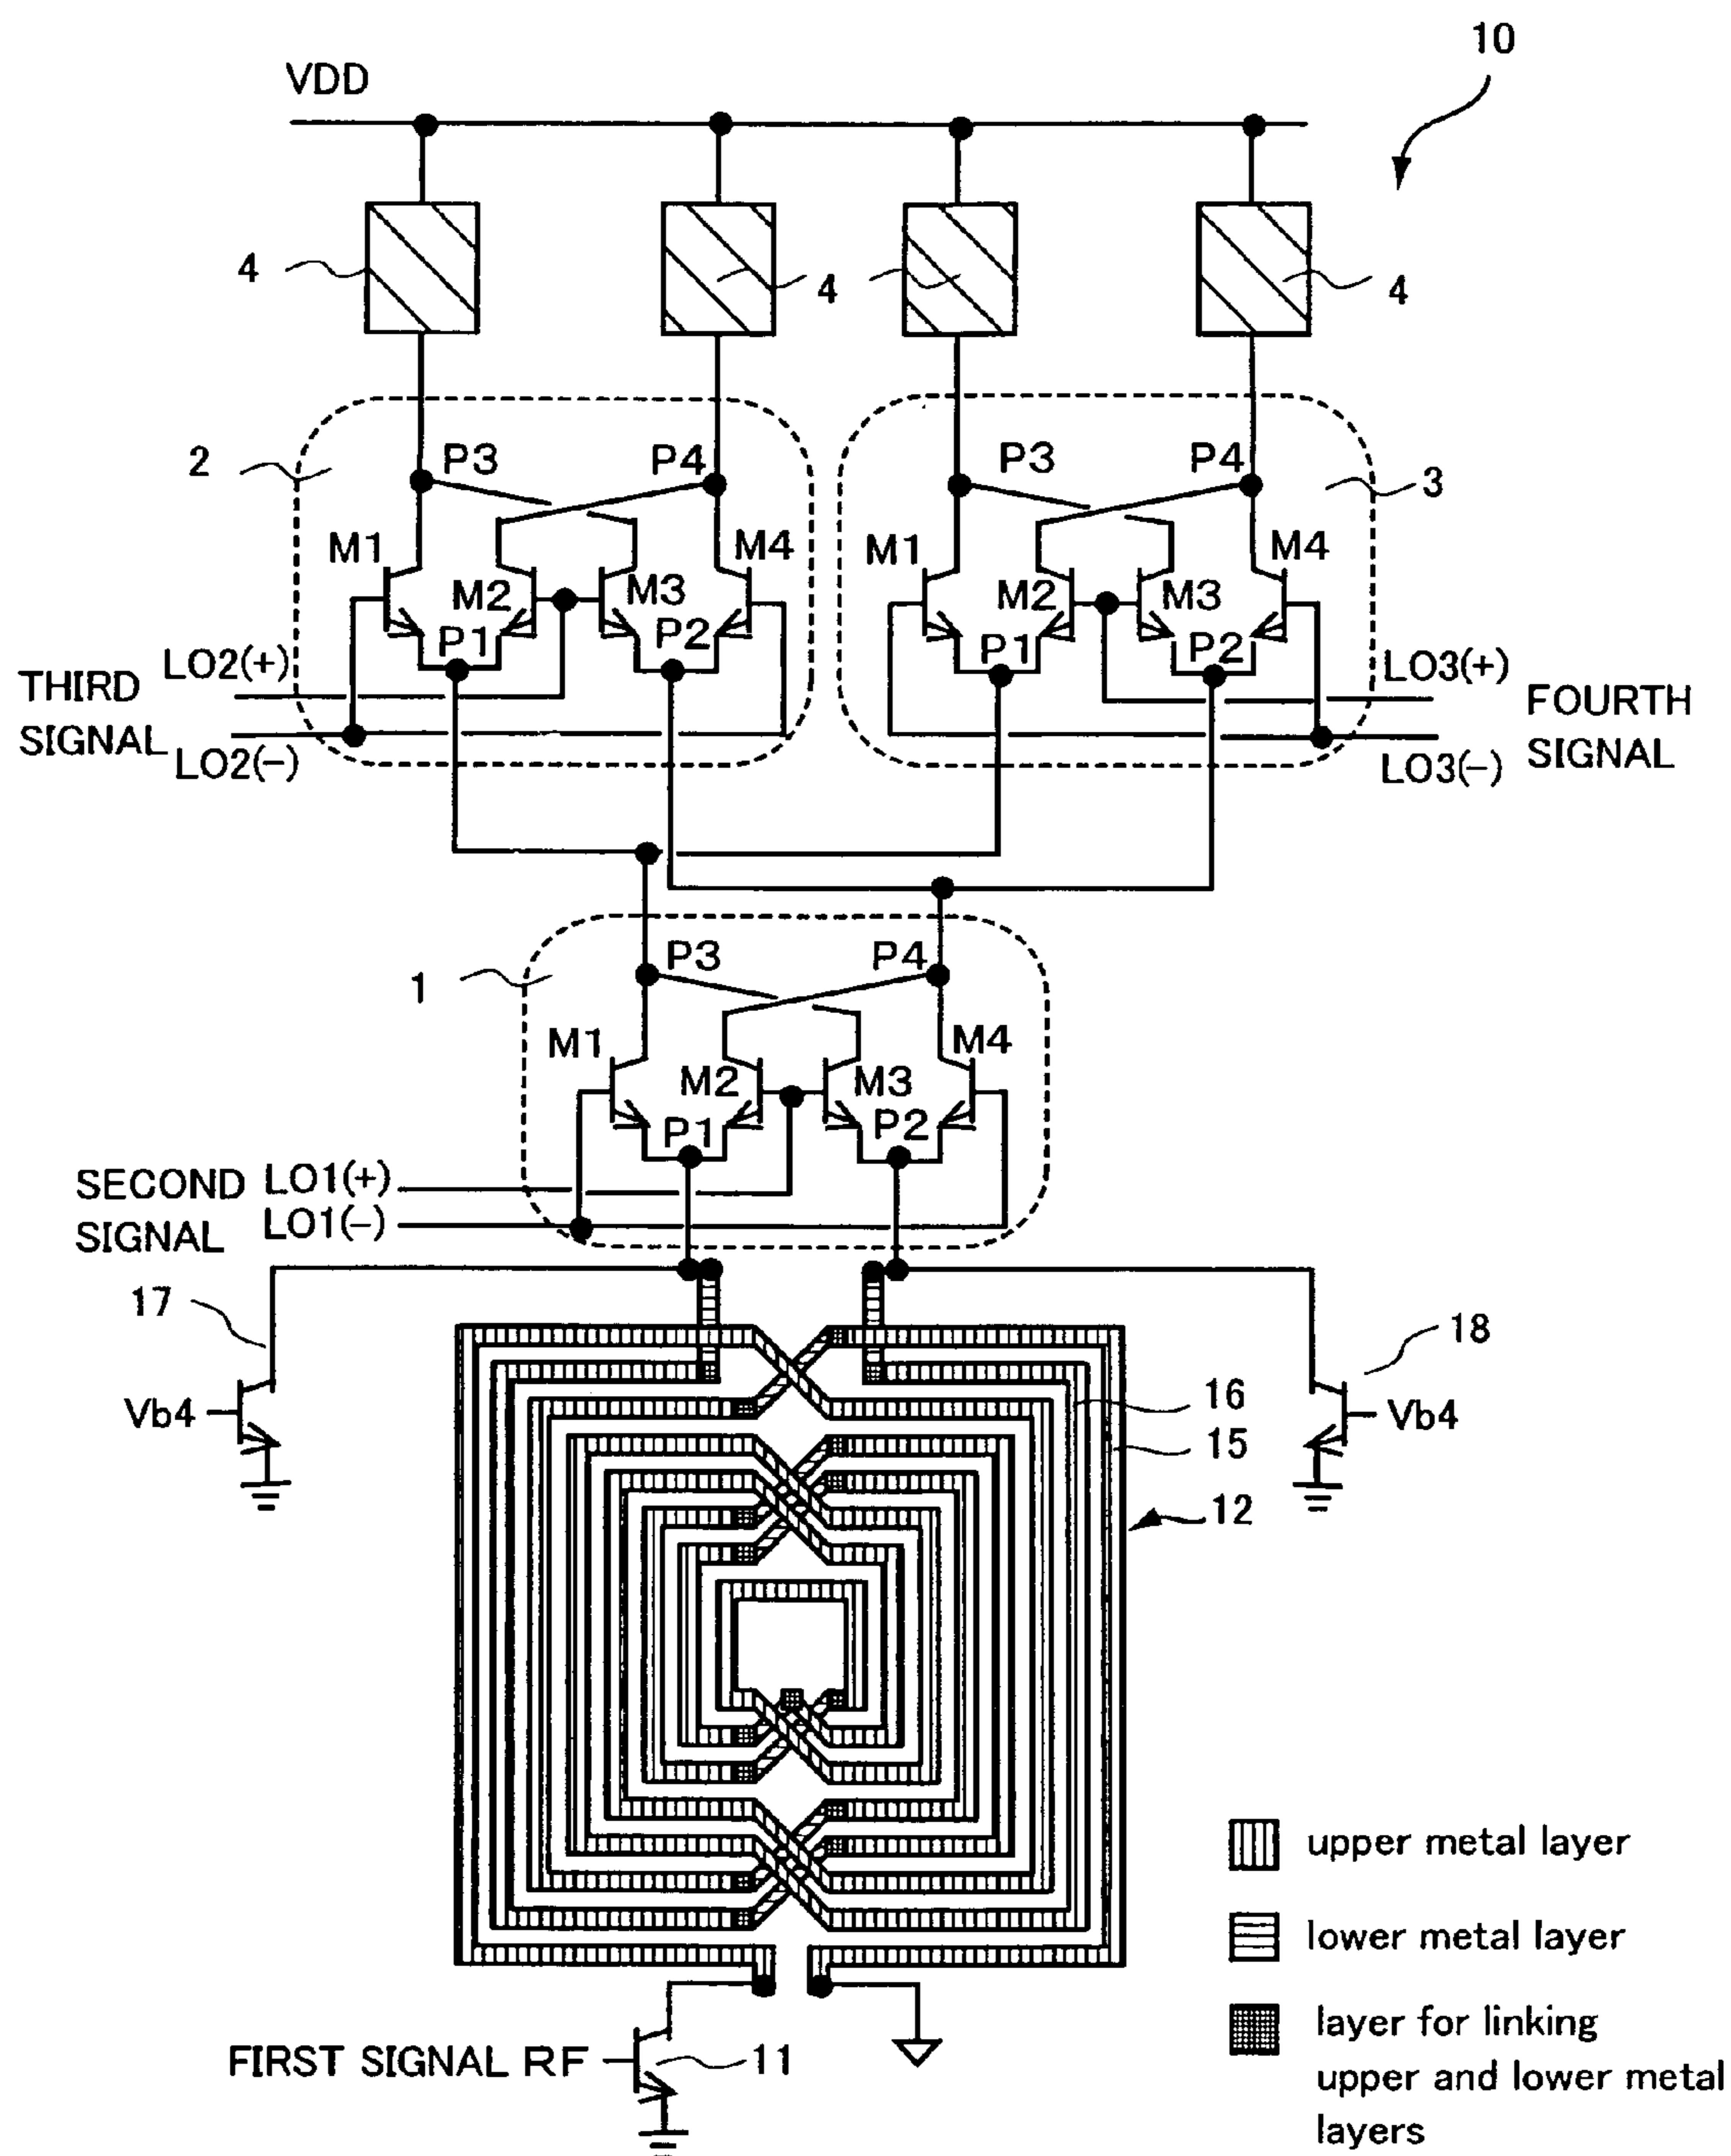 10
VDD
4
4
4
2
P3
P4
P3
P4
3
M1
M2
M3
M4
M1
M2
M3
M4
P1
P2
P1
P2
THIRD
SIGNAL
LO2(+)
LO2(-)
LO3(+)
LO3(-)
FOURTH
SIGNAL
1
P3
P4
M1
M2
M3
M4
P1
P2
SECOND
SIGNAL
LO1(+)
LO1(-)
17
18
Vb4
Vb4
16
15
12
upper metal layer
lower metal layer
layer for linking
upper and lower metal
layers
FIRST SIGNAL RF
11